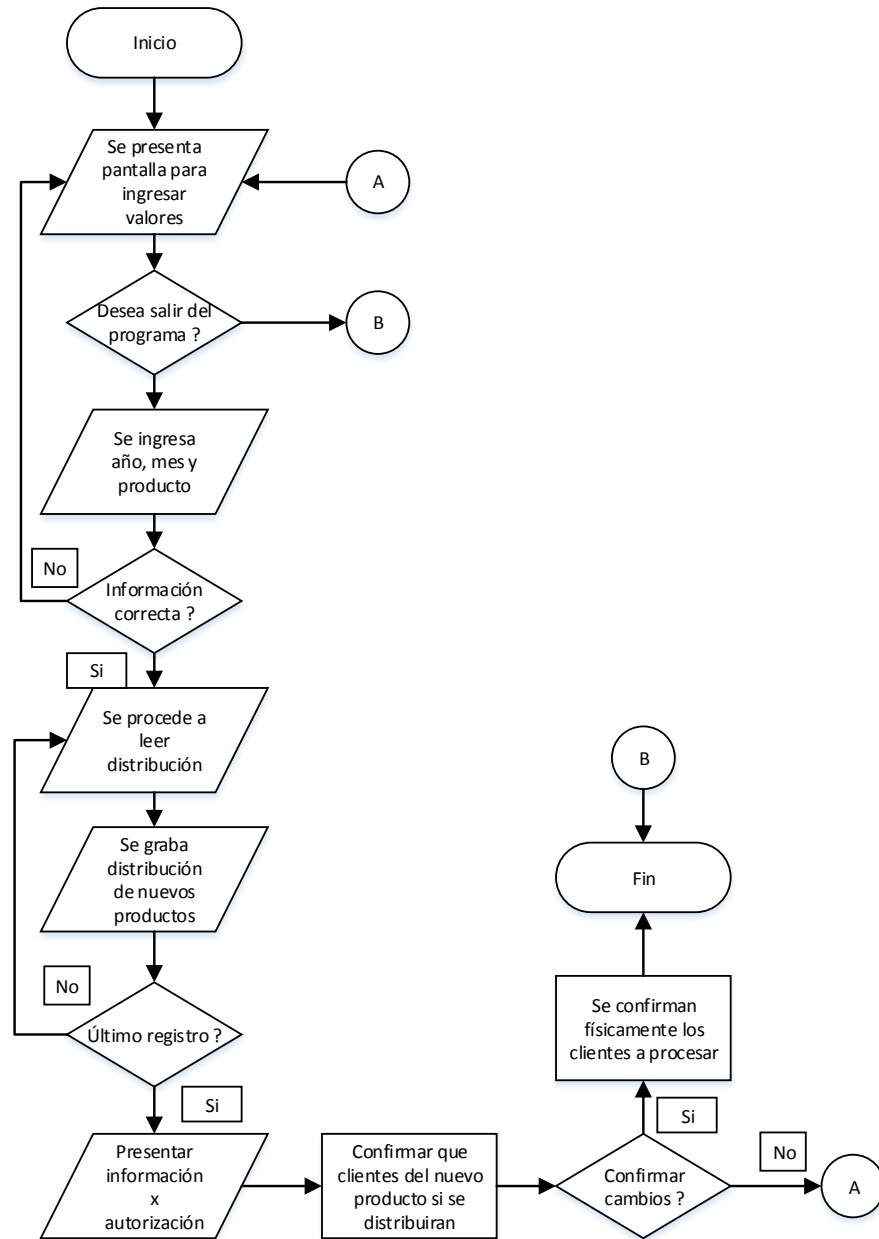 Inicio
Se presenta
pantalla para
ingresar
valores
A
Desea salir del
programa ?
B
Se ingresa
año, mes y
producto
No
Información
correcta ?
Si
Se procede a
leer
distribución
Se graba
distribución
de nuevos
productos
No
Último registro ?
Si
Presentar
información
x
autorización
Confirmar que
clientes del nuevo
producto si se
distribuiran
B
Fin
Se confirman
físicamente los
clientes a procesar
Si
Confirmar
cambios ?
No
A